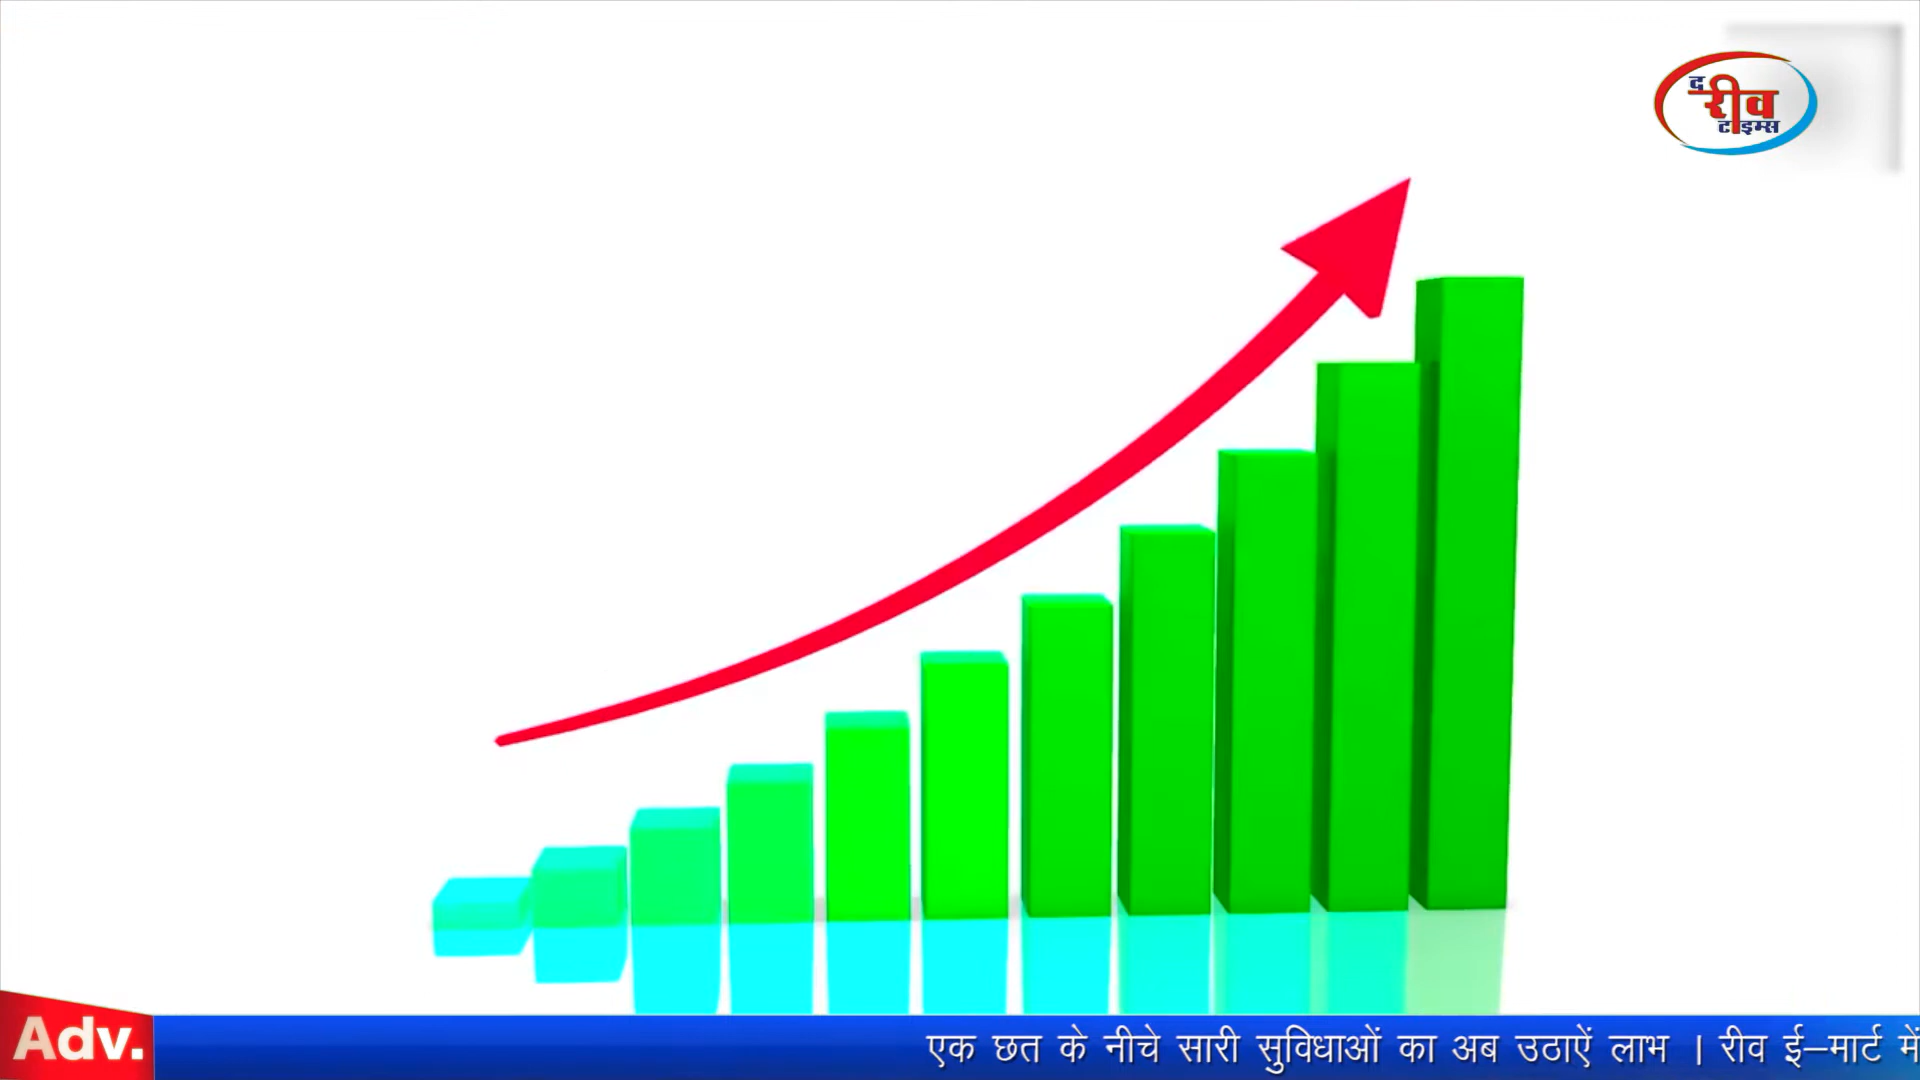 द
रीव
टाइम्स
Adv.
एक छत के नीचे सारी सुविधाओं का अब उठाऐं लाभ । रीव ई–मार्ट में